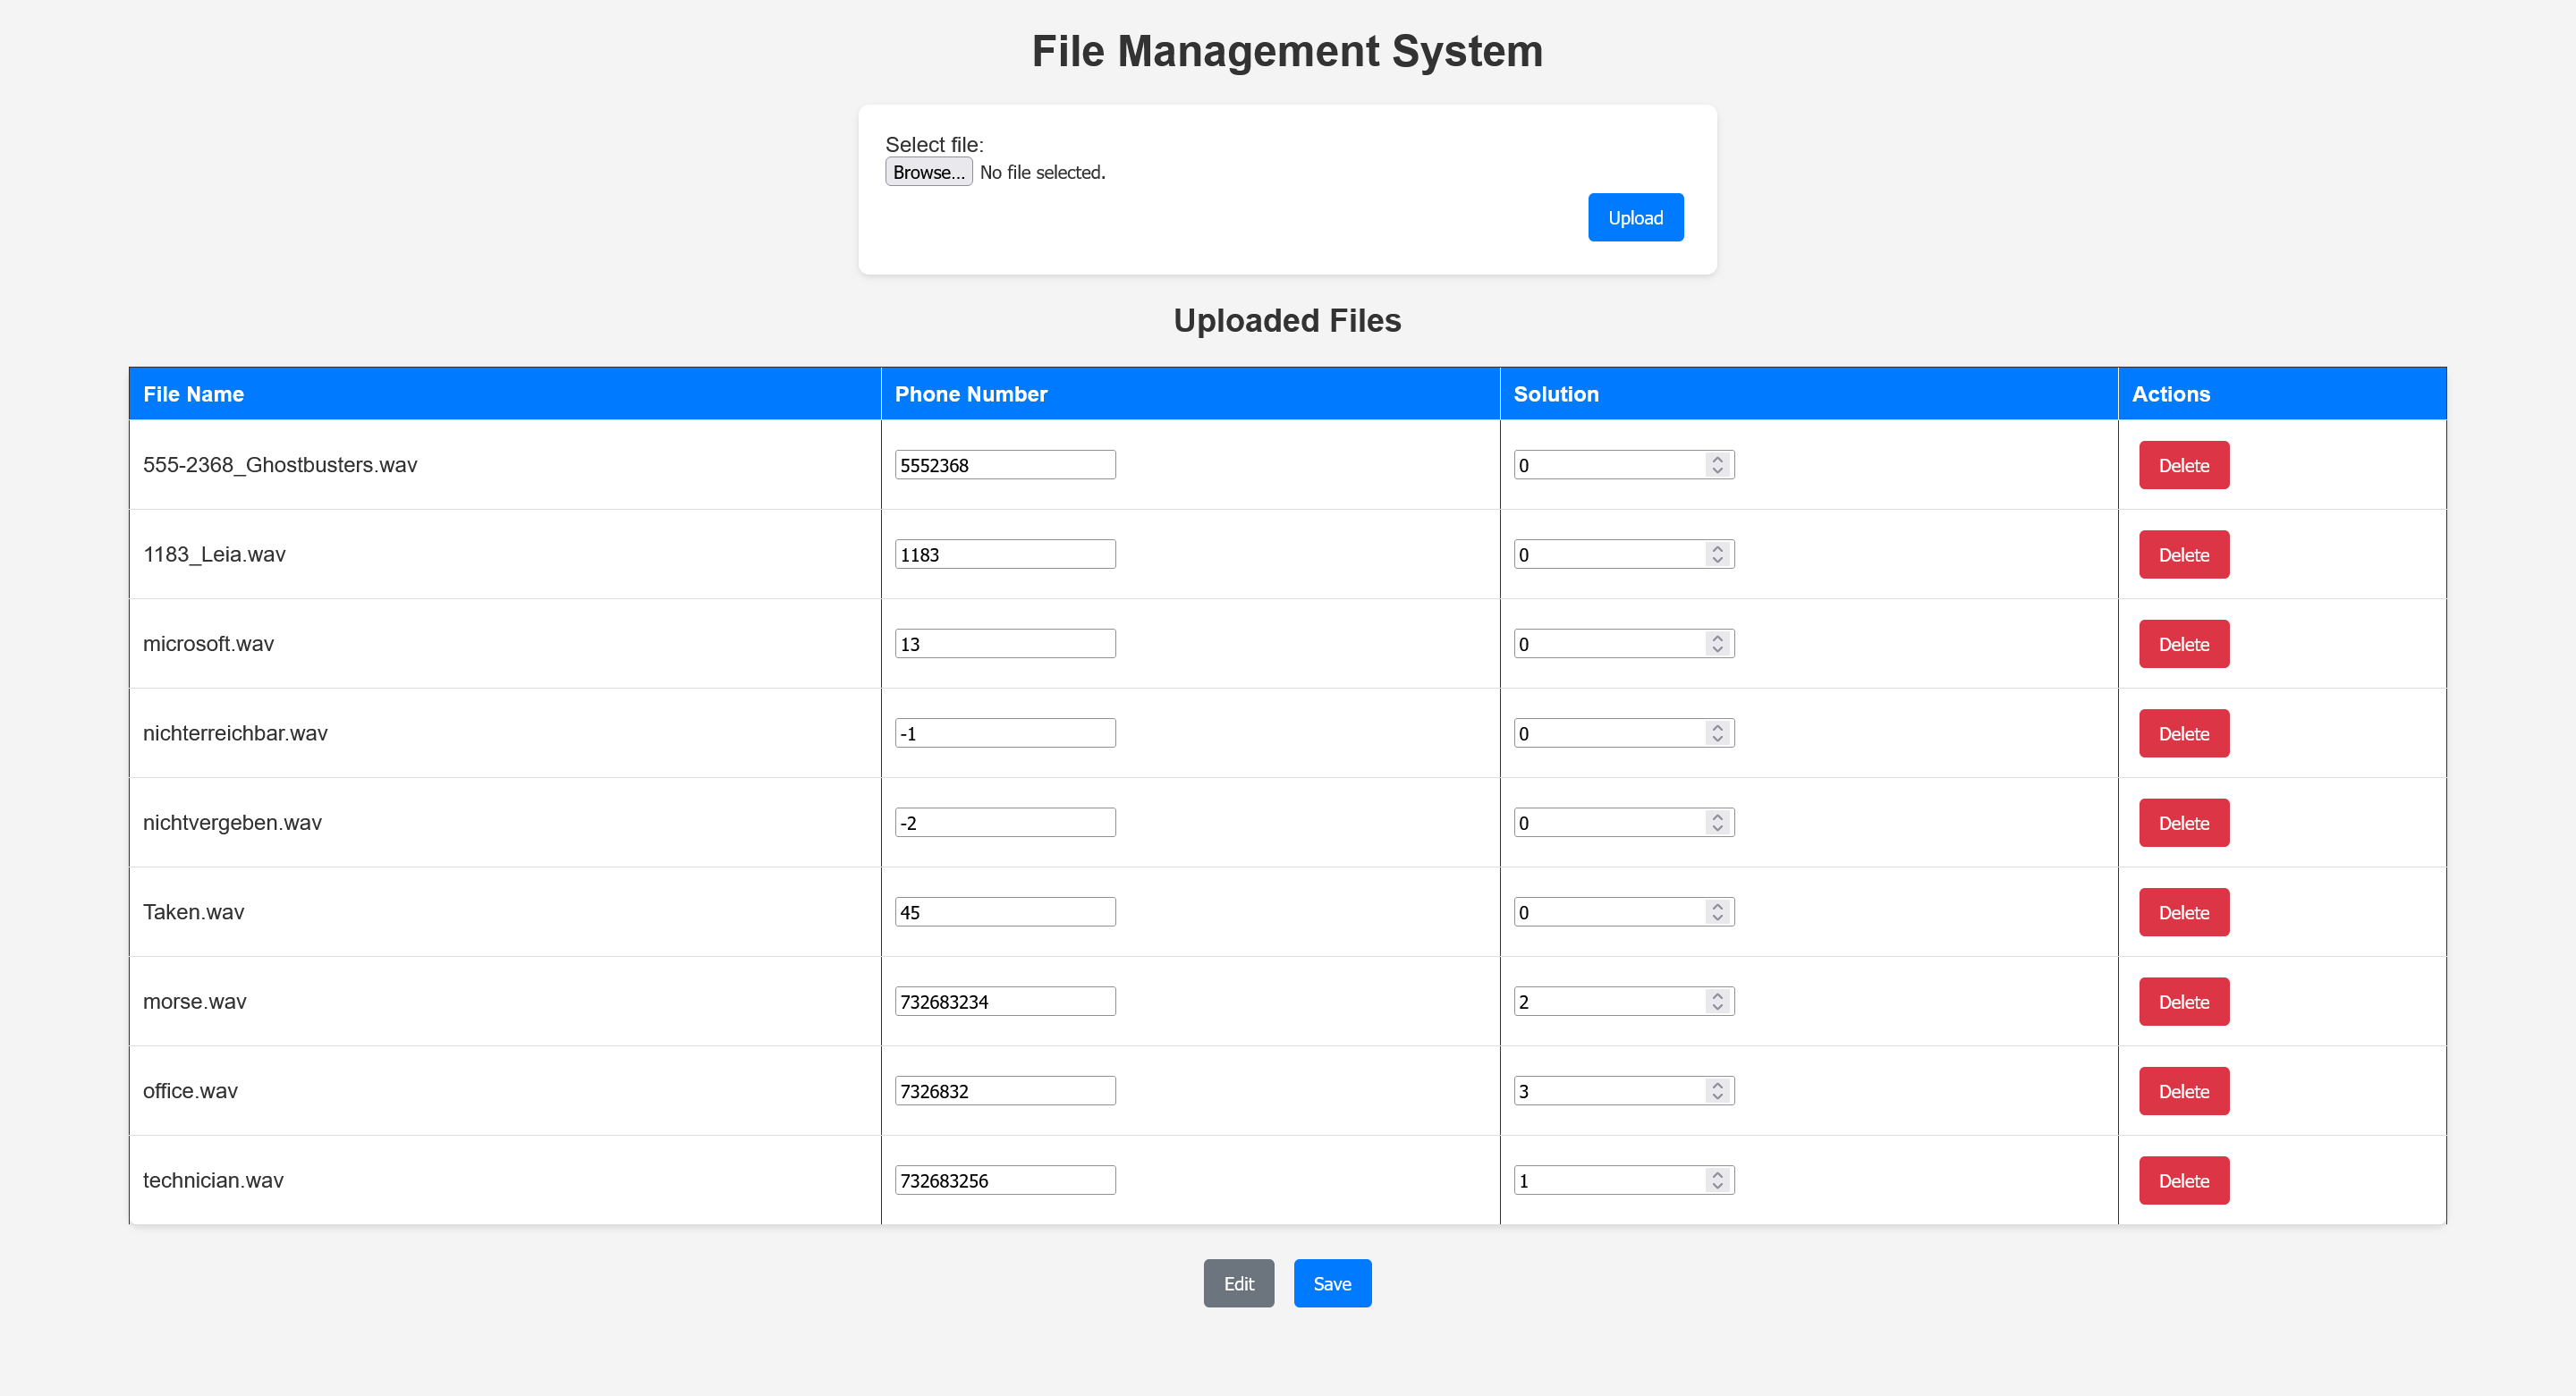 File Management System
Select file:
Browse... No file selected.
Upload
Uploaded Files
File Name Phone Number Solution Actions
555-2368_Ghostbusters.wav 5552368 0 Delete
1183_Leia.wav 1183 0 Delete
microsoft.wav 13 0 Delete
nichterreichbar.wav -1 0 Delete
nichtvergeben.wav -2 0 Delete
Taken.wav 45 0 Delete
morse.wav 732683234 2 Delete
office.wav 7326832 3 Delete
technician.wav 732683256 1 Delete
Edit Save